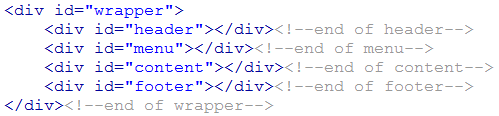 <div id="wrapper">
    <div id="header"></div><!--end of header-->
    <div id="menu"></div><!--end of menu-->
    <div id="content"></div><!--end of content-->
    <div id="footer"></div><!--end of footer-->
</div><!--end of wrapper-->